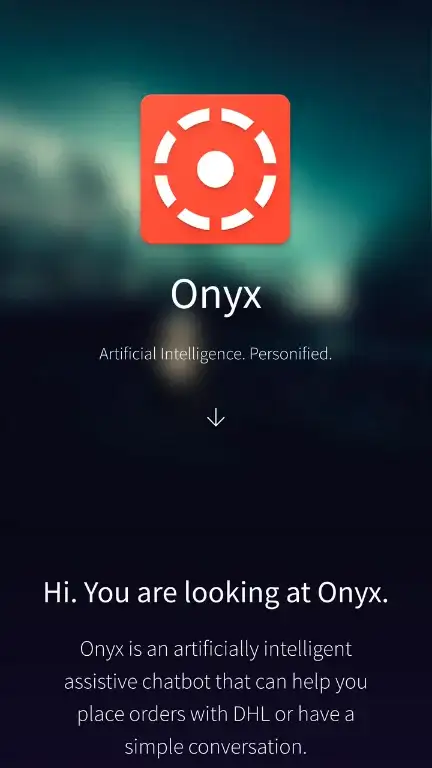 Onyx
Artificial Intelligence. Personified.
Hi. You are looking at Onyx.
Onyx is an artificially intelligent
assistive chatbot that can help you
place orders with DHL or have a
simple conversation.